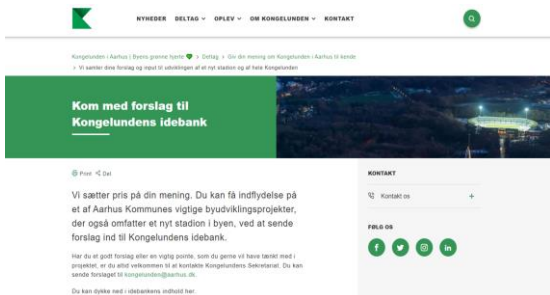 NYHEDER DELTAG OPLEV OM KONGELUNDEN KONTAKT
Kongelunden i Aarhus | Byens grønne hjerte 💚 > Deltag > Giv din mening om Kongelunden i Aarhus til kende
> Vi samler dine forslag og input til udviklingen af et nyt stadion og af hele Kongelunden
Kom med forslag til
Kongelundens idebank
Print Del
Vi sætter pris på din mening. Du kan få indflydelse på
et af Aarhus Kommunes vigtige byudviklingsprojekter,
der også omfatter et nyt stadion i byen, ved at sende
forslag ind til Kongelundens idebank.
Har du et godt forslag eller en vigtig pointe, som du gerne vil have tænkt med i
projektet, er du altid velkommen til at kontakte Kongelundens Sekretariat. Du kan
sende forslaget til kongelunden@aarhus.dk.
Du kan dykke ned i idebankens indhold her.
KONTAKT
Kontakt os +
FØLG OS